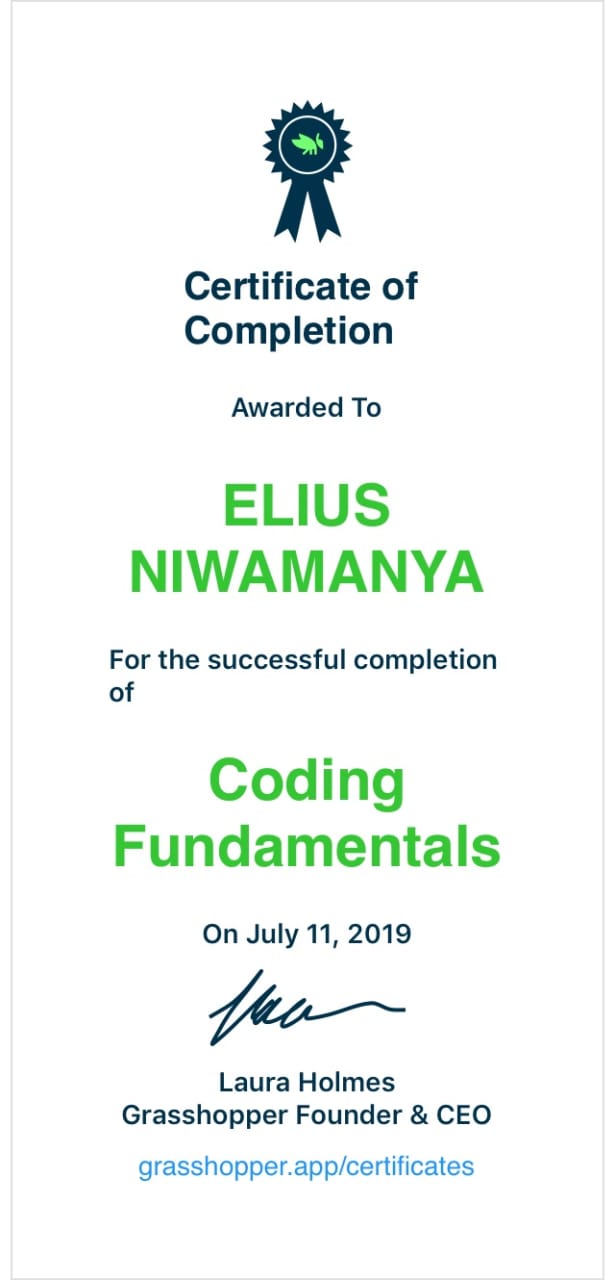 Certificate of
Completion
Awarded To
ELIUS
NIWAMANYA
For the successful completion
of
Coding
Fundamentals
On July 11, 2019
Laura Holmes
Grasshopper Founder & CEO
grasshopper.app/certificates